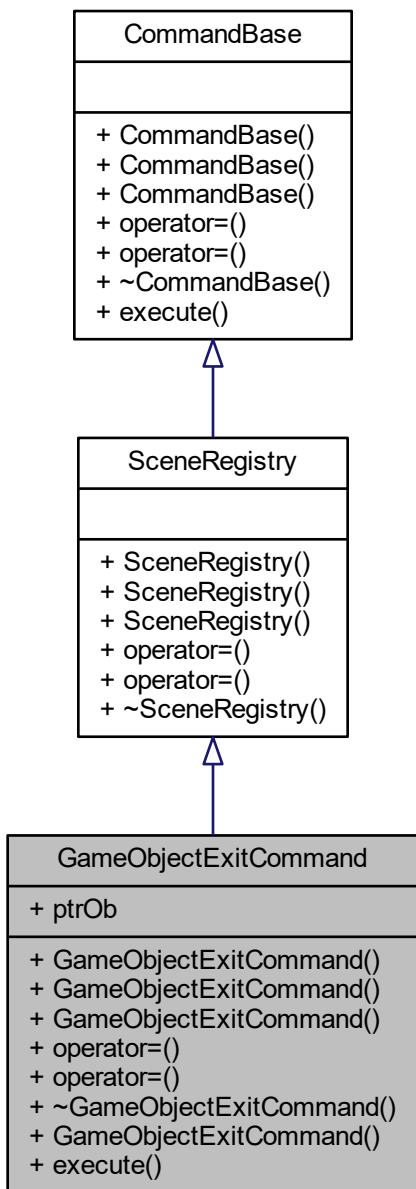 CommandBase
+ CommandBase()
+ CommandBase()
+ CommandBase()
+ operator=()
+ operator=()
+ ~CommandBase()
+ execute()
SceneRegistry
+ SceneRegistry()
+ SceneRegistry()
+ SceneRegistry()
+ operator=()
+ operator=()
+ ~SceneRegistry()
GameObjectExitCommand
+ ptrOb
+ GameObjectExitCommand()
+ GameObjectExitCommand()
+ GameObjectExitCommand()
+ operator=()
+ operator=()
+ ~GameObjectExitCommand()
+ GameObjectExitCommand()
+ execute()